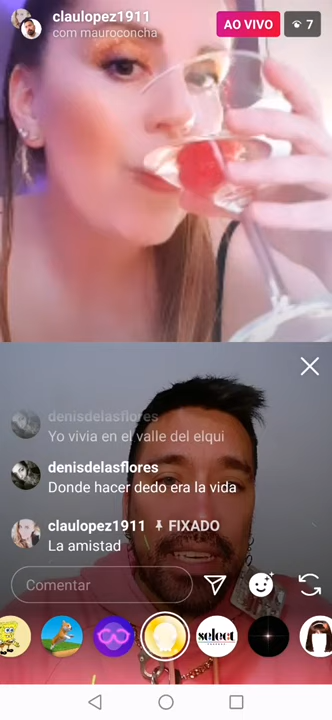 claulopez1911
AO VIVO
7
com mauroconcha
denisdelasflores
Yo vivia en el valle del elqui
denisdelasflores
Donde hacer dedo era la vida
claulopez1911 FIXADO
La amistad
Comentar
select